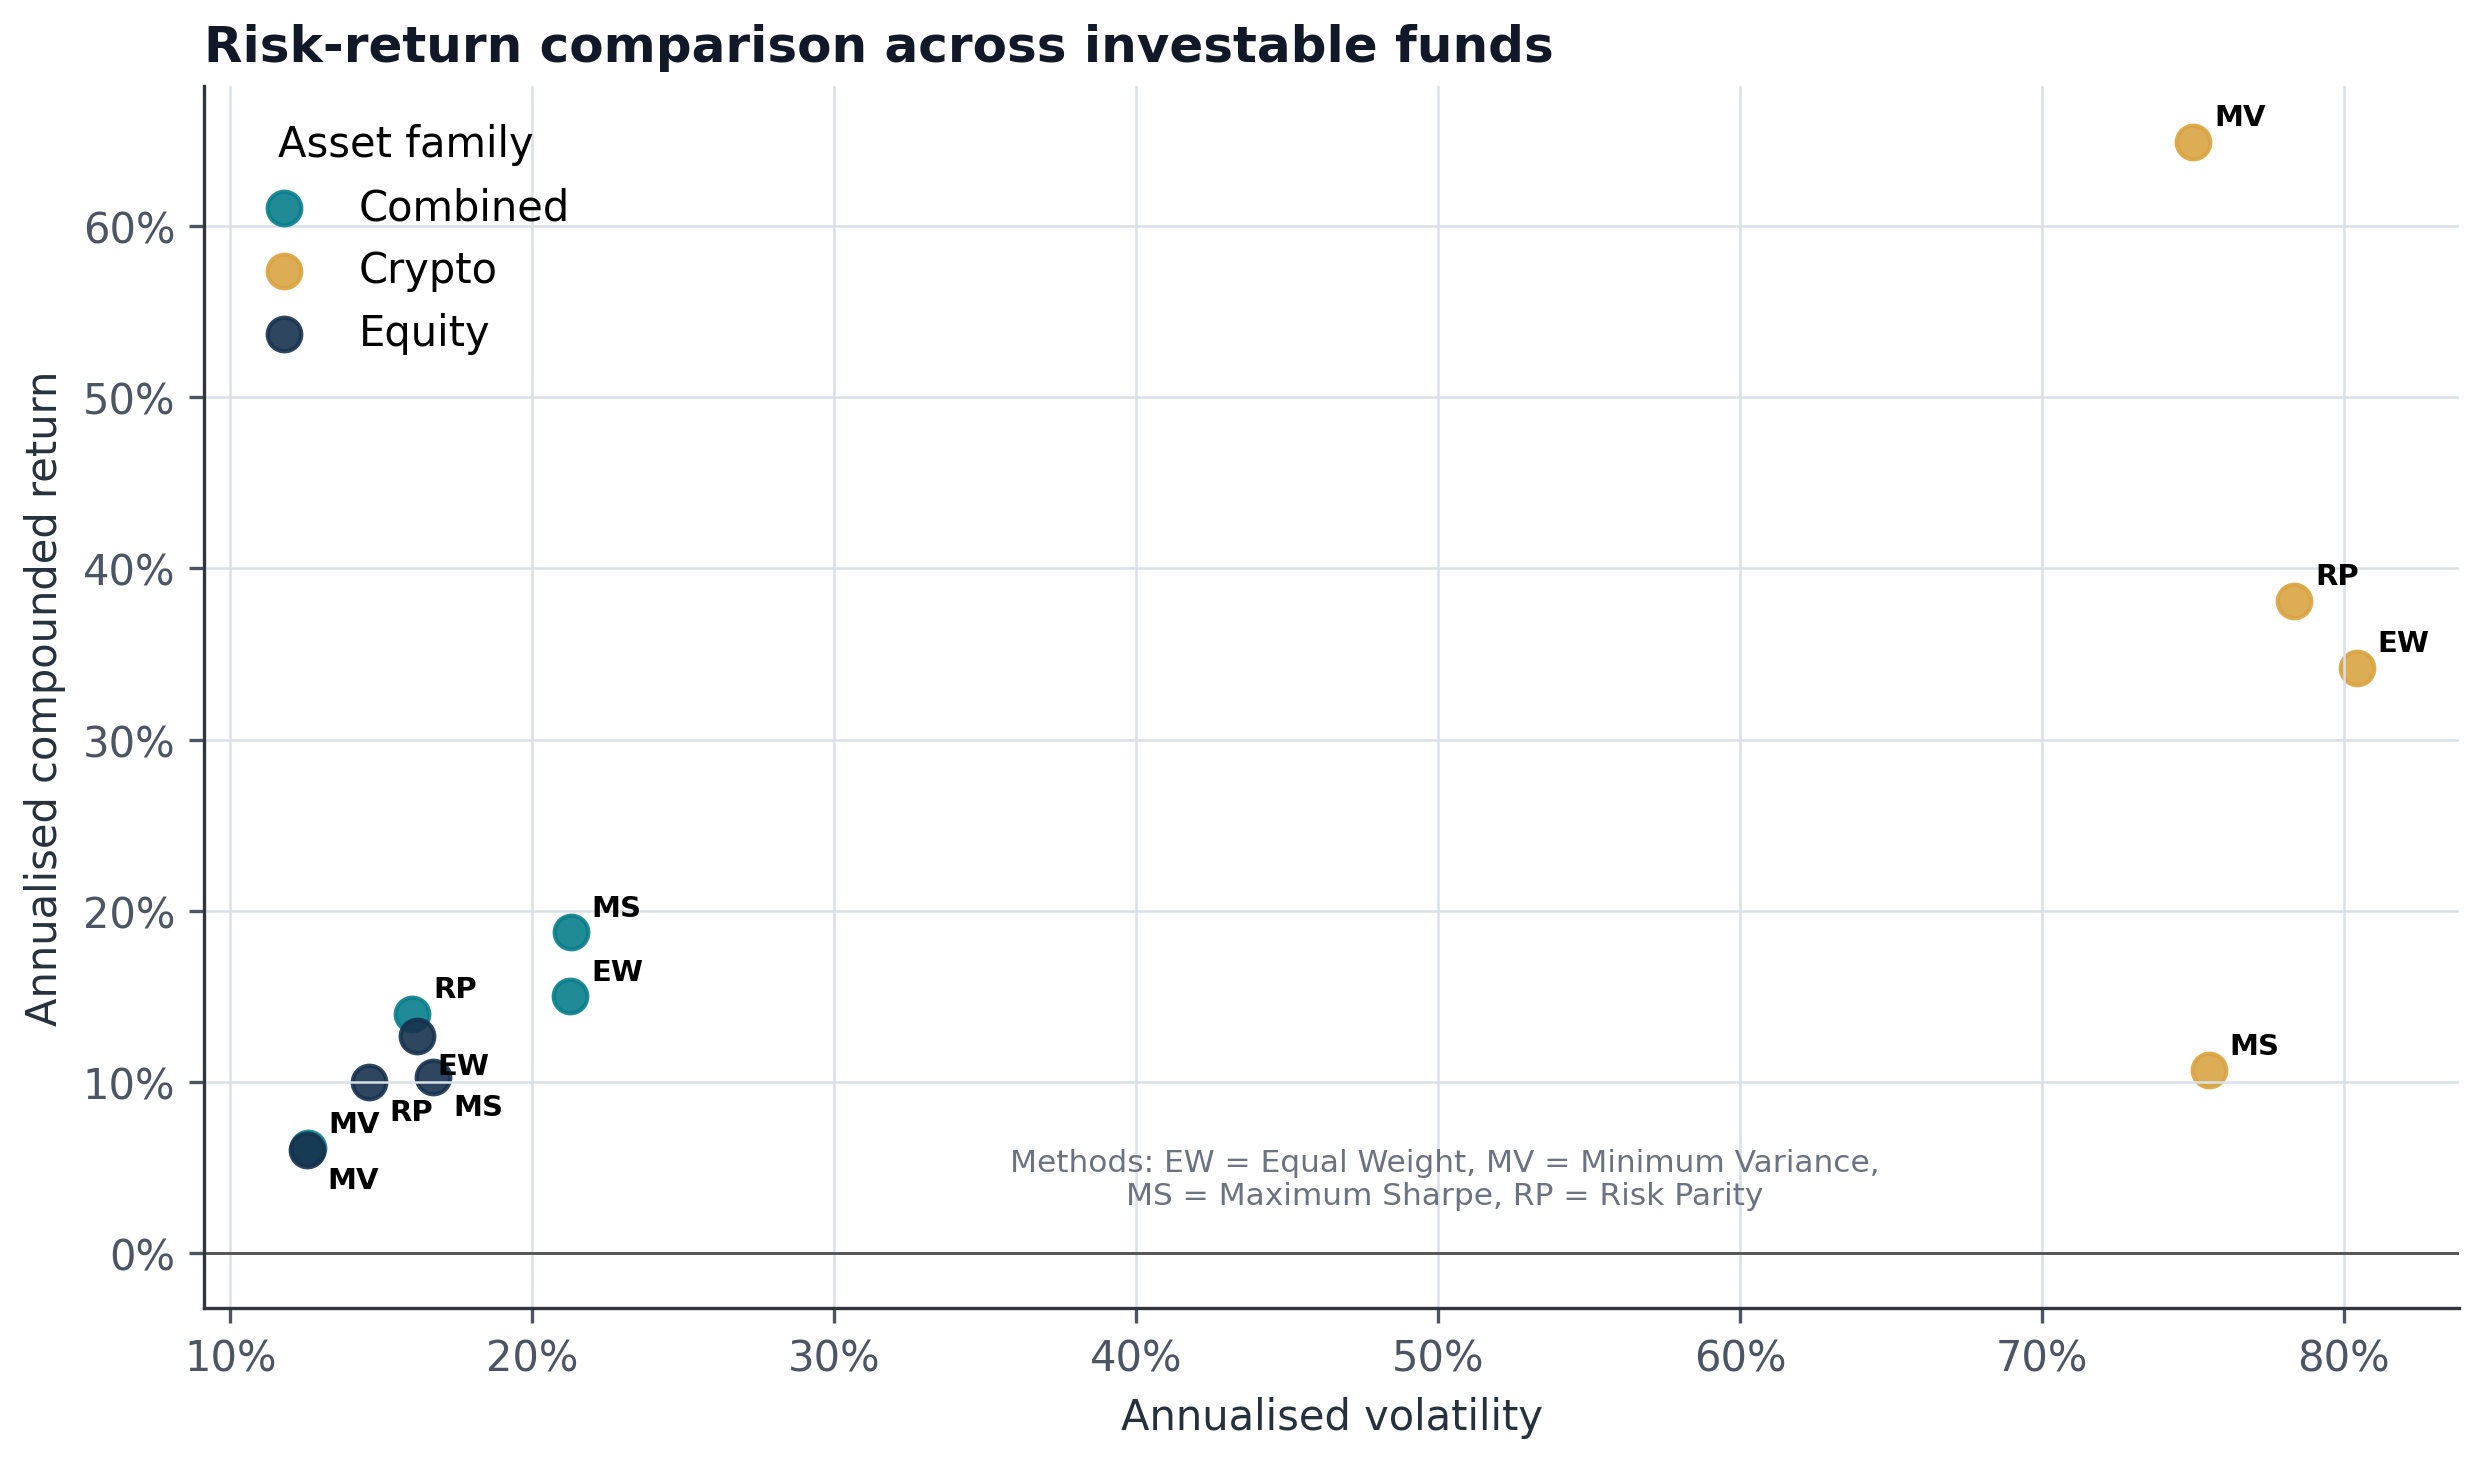 Risk-return comparison across investable funds
Asset family
Combined
Crypto
Equity
MV
RP
EW
MS
MS
EW
RP
EW
MS
RP
MV
MV
Methods: EW = Equal Weight, MV = Minimum Variance,
MS = Maximum Sharpe, RP = Risk Parity
60%
50%
40%
30%
20%
10%
0%
Annualised compounded return
10%
20%
30%
40%
50%
60%
70%
80%
Annualised volatility